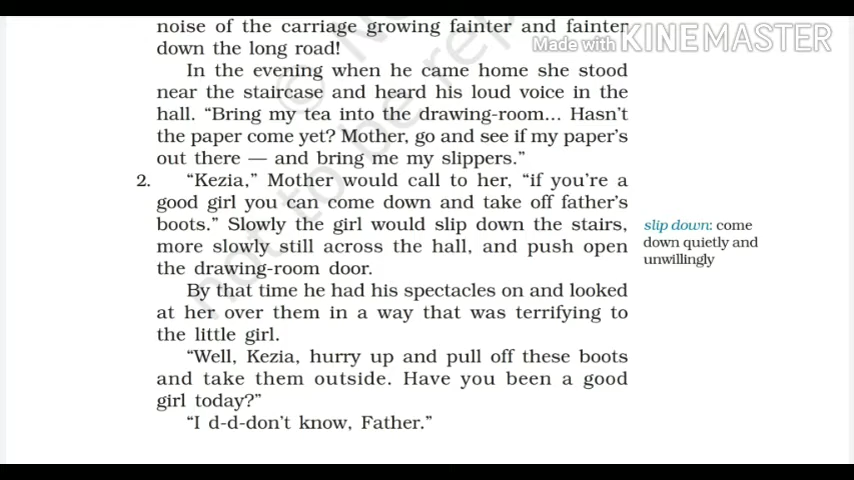 noise of the carriage growing fainter and fainter
down the long road!
Made with KINEMASTER
In the evening when he came home she stood
near the staircase and heard his loud voice in the
hall. “Bring my tea into the drawing-room... Hasn’t
the paper come yet? Mother, go and see if my paper’s
out there — and bring me my slippers.”
2. “Kezia,” Mother would call to her, “if you’re a
good girl you can come down and take off father’s
boots.” Slowly the girl would slip down the stairs,
more slowly still across the hall, and push open
the drawing-room door.
slip down: come
down quietly and
unwillingly
By that time he had his spectacles on and looked
at her over them in a way that was terrifying to
the little girl.
“Well, Kezia, hurry up and pull off these boots
and take them outside. Have you been a good
girl today?”
“I d-d-don’t know, Father.”
not to be rep